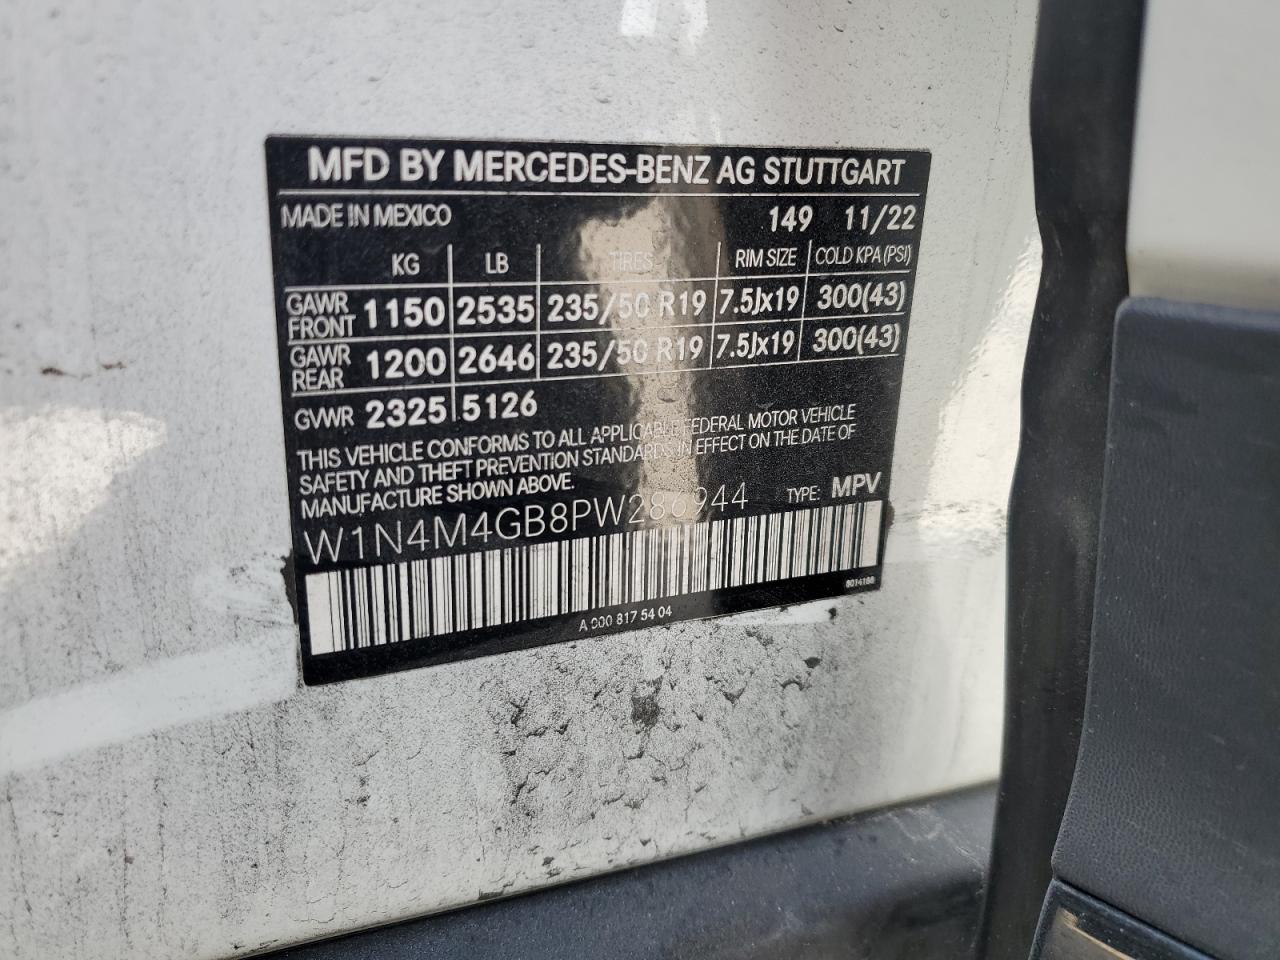 MFD BY MERCEDES-BENZ AG STUTTGART
MADE IN MEXICO 149 11/22
KG LB TIRES RIM SIZE COLD KPA (PSI)
GAWR FRONT 1150 2535 235/50 R19 7.5Jx19 300(43)
GAWR REAR 1200 2646 235/50 R19 7.5Jx19 300(43)
GVWR 2325 5126
THIS VEHICLE CONFORMS TO ALL APPLICABLE FEDERAL MOTOR VEHICLE
SAFETY AND THEFT PREVENTION STANDARDS IN EFFECT ON THE DATE OF
MANUFACTURE SHOWN ABOVE.
W1N4M4GB8PW286944 TYPE: MPV
8014186
A 000 817 54 04